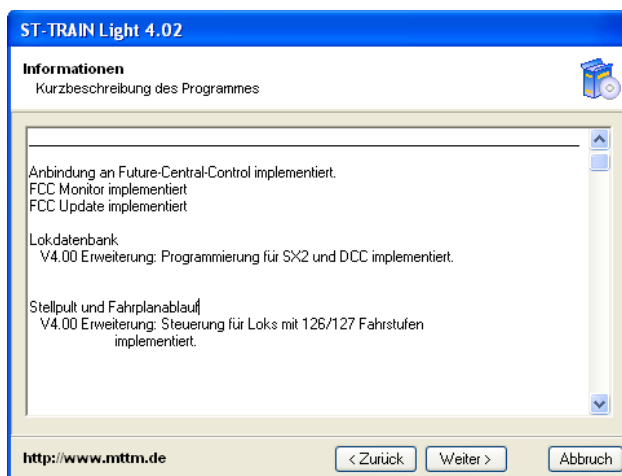 ST-TRAIN Light 4.02
Informationen
Kurzbeschreibung des Programmes
Anbindung an Future-Central-Control implementiert.
FCC Monitor implementiert
FCC Update implementiert
Lokdatenbank
V4.00 Erweiterung: Programmierung für SX2 und DCC implementiert.
Stellpult und Fahrplanablauf
V4.00 Erweiterung: Steuerung für Loks mit 126/127 Fahrstufen
implementiert.
http://www.mttm.de
< Zurück
Weiter >
Abbruch